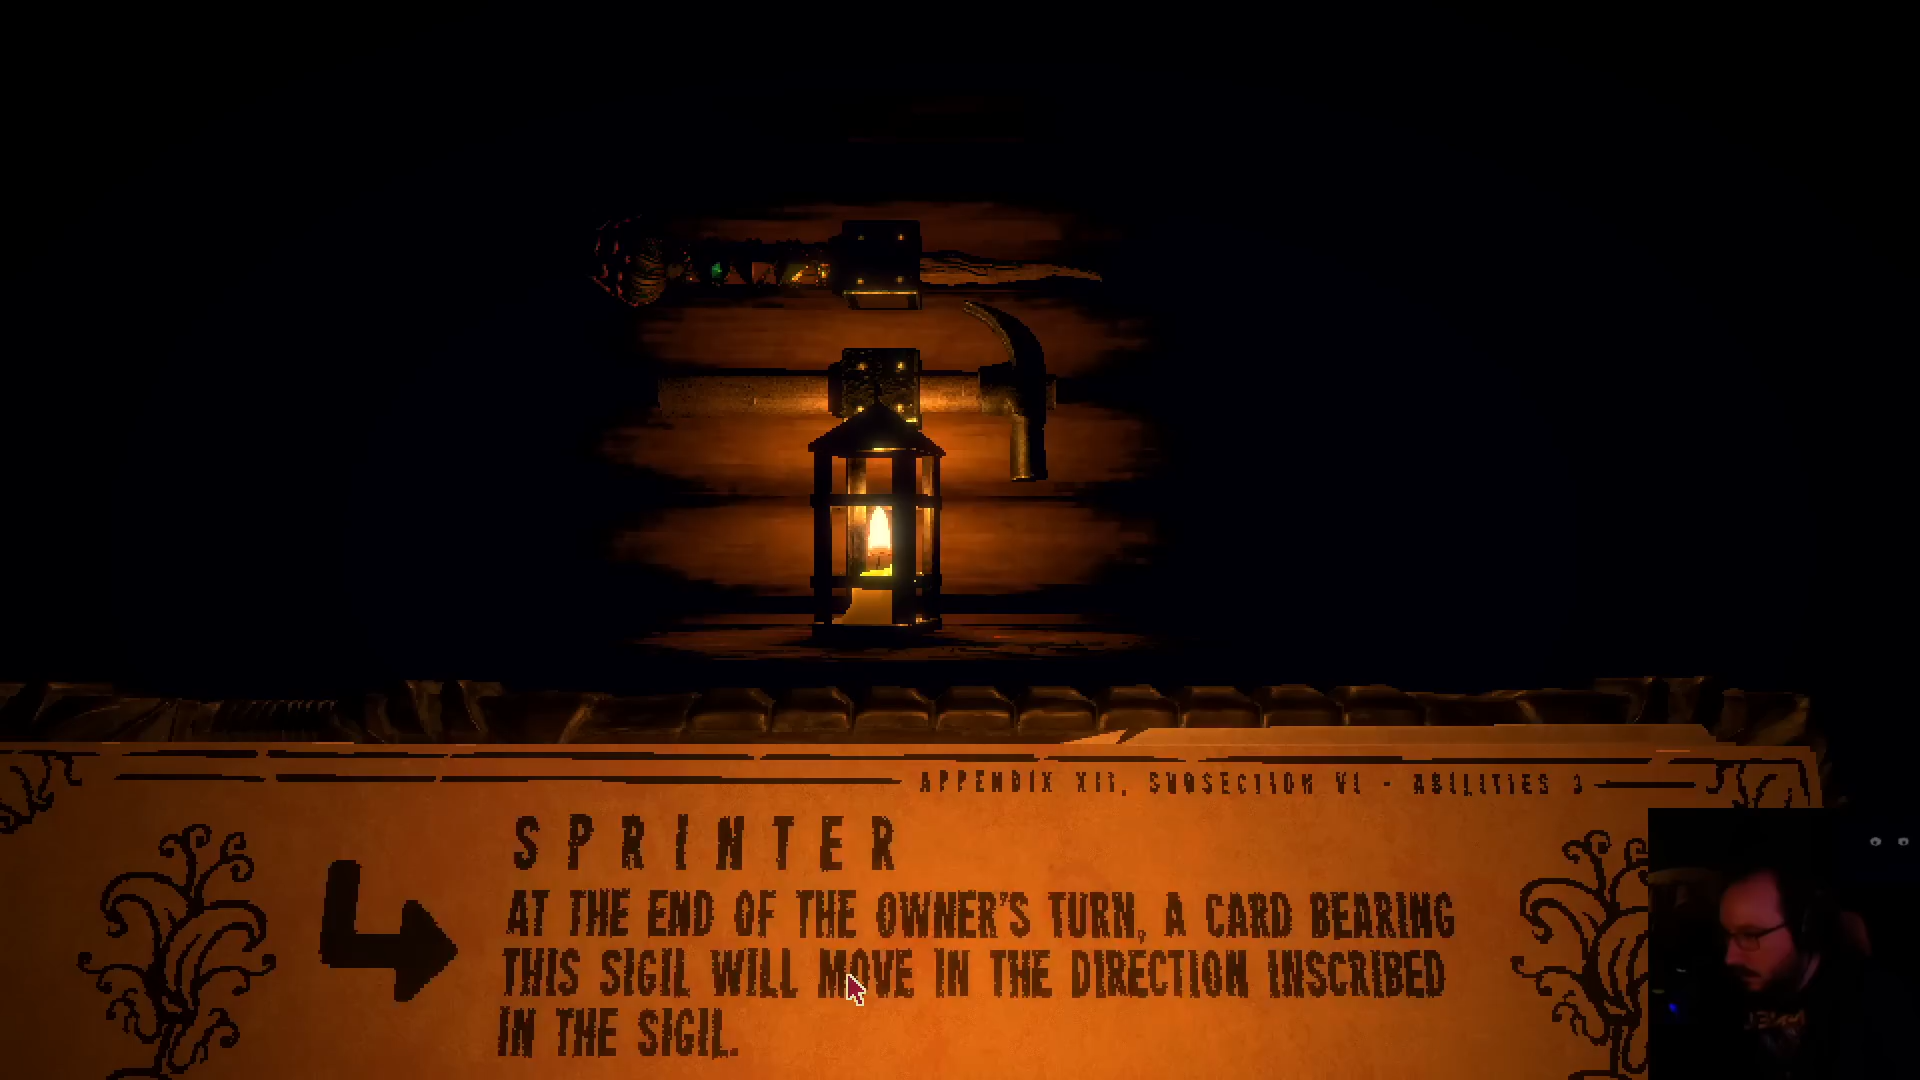 APPENDIX XII, SUBSECTION VI - ABILITIES 3
SPRINTER
AT THE END OF THE OWNER'S TURN, A CARD BEARING
THIS SIGIL WILL MOVE IN THE DIRECTION INSCRIBED
IN THE SIGIL.